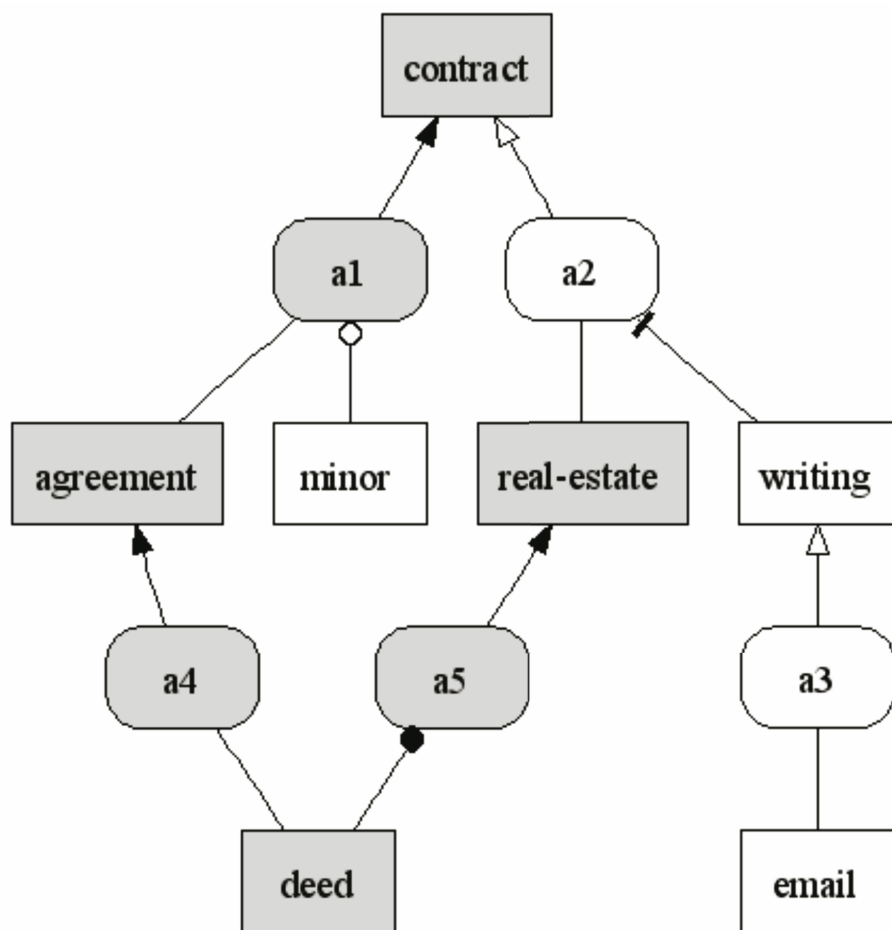 contract
a1
a2
agreement
minor
real-estate
writing
a4
a5
a3
deed
email